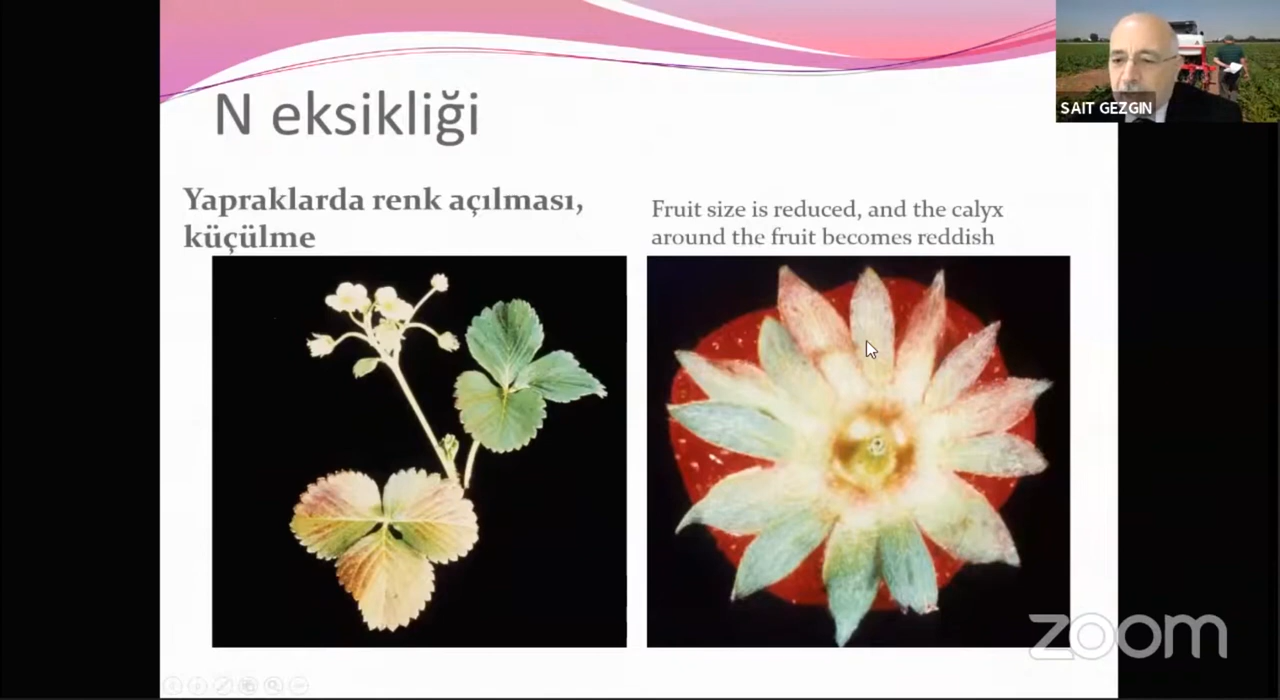 SAIT GEZGIN
N eksikliği
Yapraklarda renk açılması,
küçülme
Fruit size is reduced, and the calyx
around the fruit becomes reddish
zoom